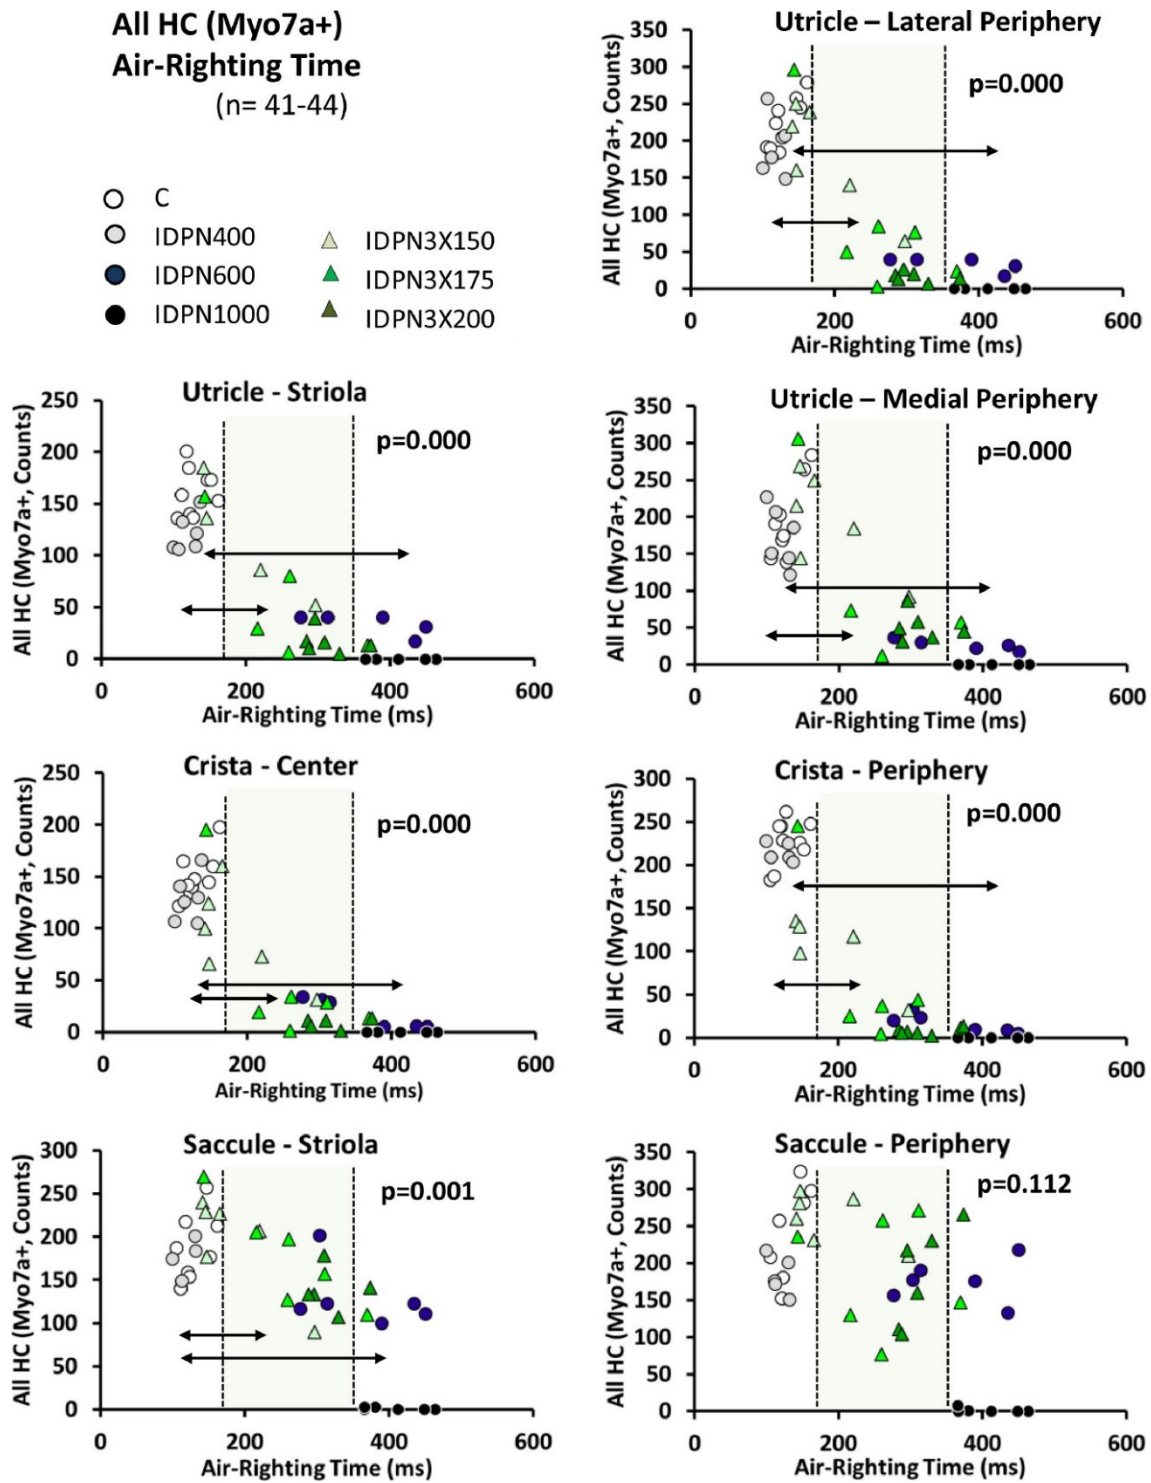 All HC (Myo7a+)
Air-Righting Time
(n= 41-44)
C
IDPN400
IDPN600
IDPN1000
IDPN3X150
IDPN3X175
IDPN3X200
Utricle – Lateral Periphery
All HC (Myo7a+, Counts)
350
300
250
200
150
100
50
0
p=0.000
0 200 400 600
Air-Righting Time (ms)
Utricle - Striola
All HC (Myo7a+, Counts)
250
200
150
100
50
0
p=0.000
0 200 400 600
Air-Righting Time (ms)
Utricle – Medial Periphery
All HC (Myo7a+, Counts)
350
300
250
200
150
100
50
0
p=0.000
0 200 400 600
Air-Righting Time (ms)
Crista - Center
All HC (Myo7a+, Counts)
250
200
150
100
50
0
p=0.000
0 200 400 600
Air-Righting Time (ms)
Crista - Periphery
All HC (Myo7a+, Counts)
300
250
200
150
100
50
0
p=0.000
0 200 400 600
Air-Righting Time (ms)
Saccule - Striola
All HC (Myo7a+, Counts)
300
250
200
150
100
50
0
p=0.001
0 200 400 600
Air-Righting Time (ms)
Saccule - Periphery
All HC (Myo7a+, Counts)
350
300
250
200
150
100
50
0
p=0.112
0 200 400 600
Air-Righting Time (ms)